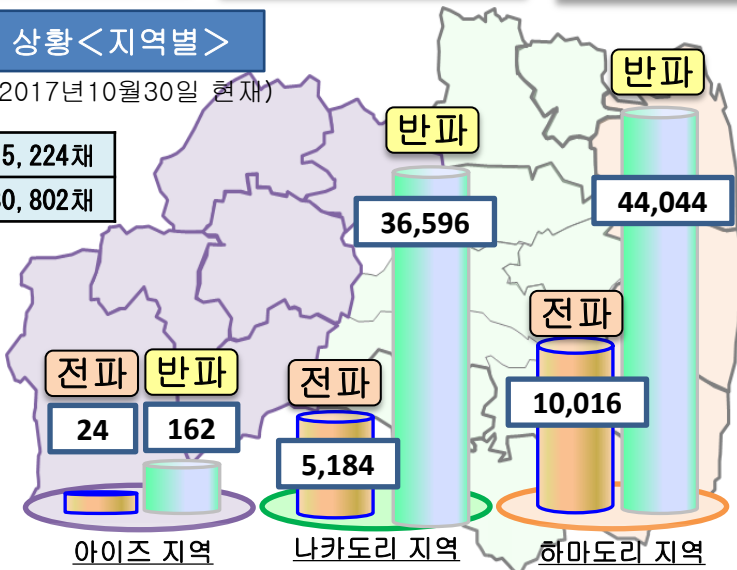 상황<지역별>
2017년10월30일 현재)
5, 224채
0, 802채
반파
44,044
반파
36,596
전파
10,016
전파
5,184
전파
24
반파
162
아이즈 지역
나카도리 지역
하마도리 지역